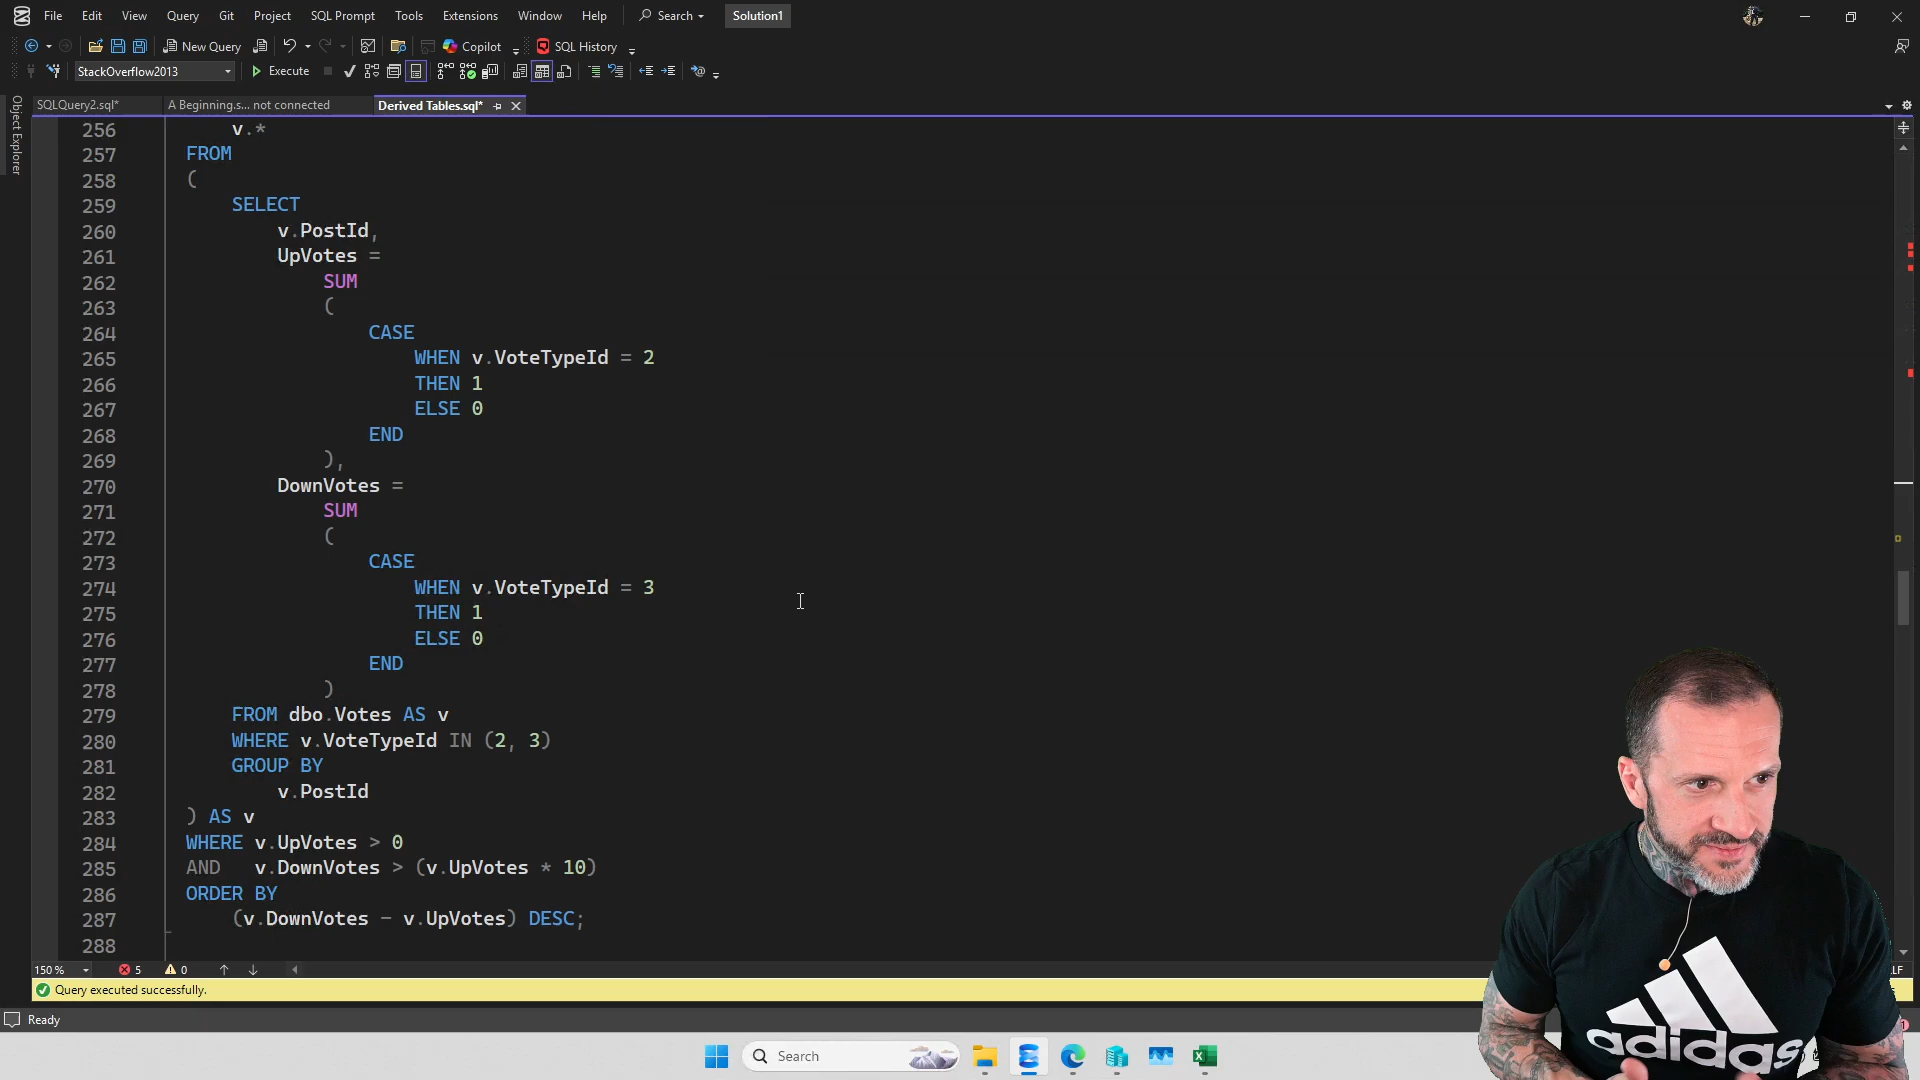 File Edit View Query Git Project SQL Prompt Tools Extensions Window Help Search Solution1
New Query Copilot SQL History
StackOverflow2013 Execute
SQLQuery2.sql* A Beginning.s... not connected Derived Tables.sql*
Object Explorer
256 v.*
257 FROM
258 (
259 SELECT
260 v.PostId,
261 UpVotes =
262 SUM
263 (
264 CASE
265 WHEN v.VoteTypeId = 2
266 THEN 1
267 ELSE 0
268 END
269 ),
270 DownVotes =
271 SUM
272 (
273 CASE
274 WHEN v.VoteTypeId = 3
275 THEN 1
276 ELSE 0
277 END
278 )
279 FROM dbo.Votes AS v
280 WHERE v.VoteTypeId IN (2, 3)
281 GROUP BY
282 v.PostId
283 ) AS v
284 WHERE v.UpVotes > 0
285 AND v.DownVotes > (v.UpVotes * 10)
286 ORDER BY
287 (v.DownVotes - v.UpVotes) DESC;
288
150 % 5 0
Query executed successfully.
Ready
Search
adidas